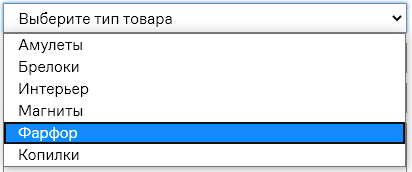 Выберите тип товара
Амулеты
Брелоки
Интерьер
Магниты
Фарфор
Копилки